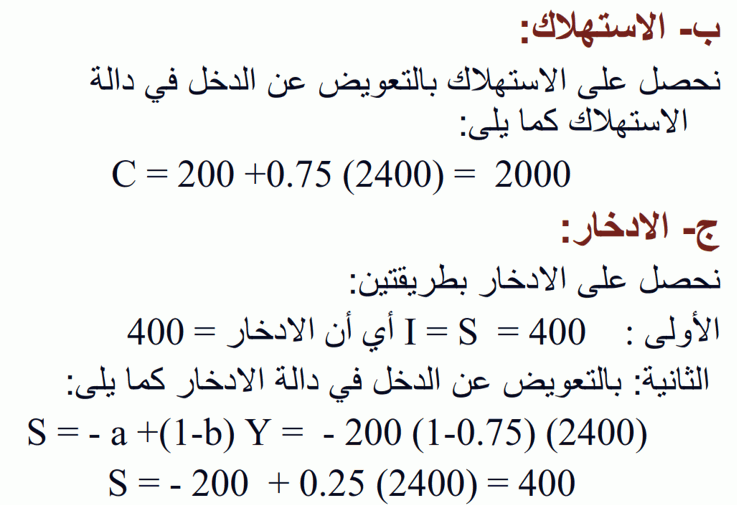 ب- الاستهلاك:
نحصل على الاستهلاك بالتعويض عن الدخل في دالة
الاستهلاك كما يلى:
C = 200 +0.75 (2400) = 2000
ج- الادخار:
نحصل على الادخار بطريقتين:
الأولى : I = S = 400 أي أن الادخار = 400
الثانية: بالتعويض عن الدخل في دالة الادخار كما يلى:
S = - a +(1-b) Y = - 200 (1-0.75) (2400)
S = - 200 + 0.25 (2400) = 400